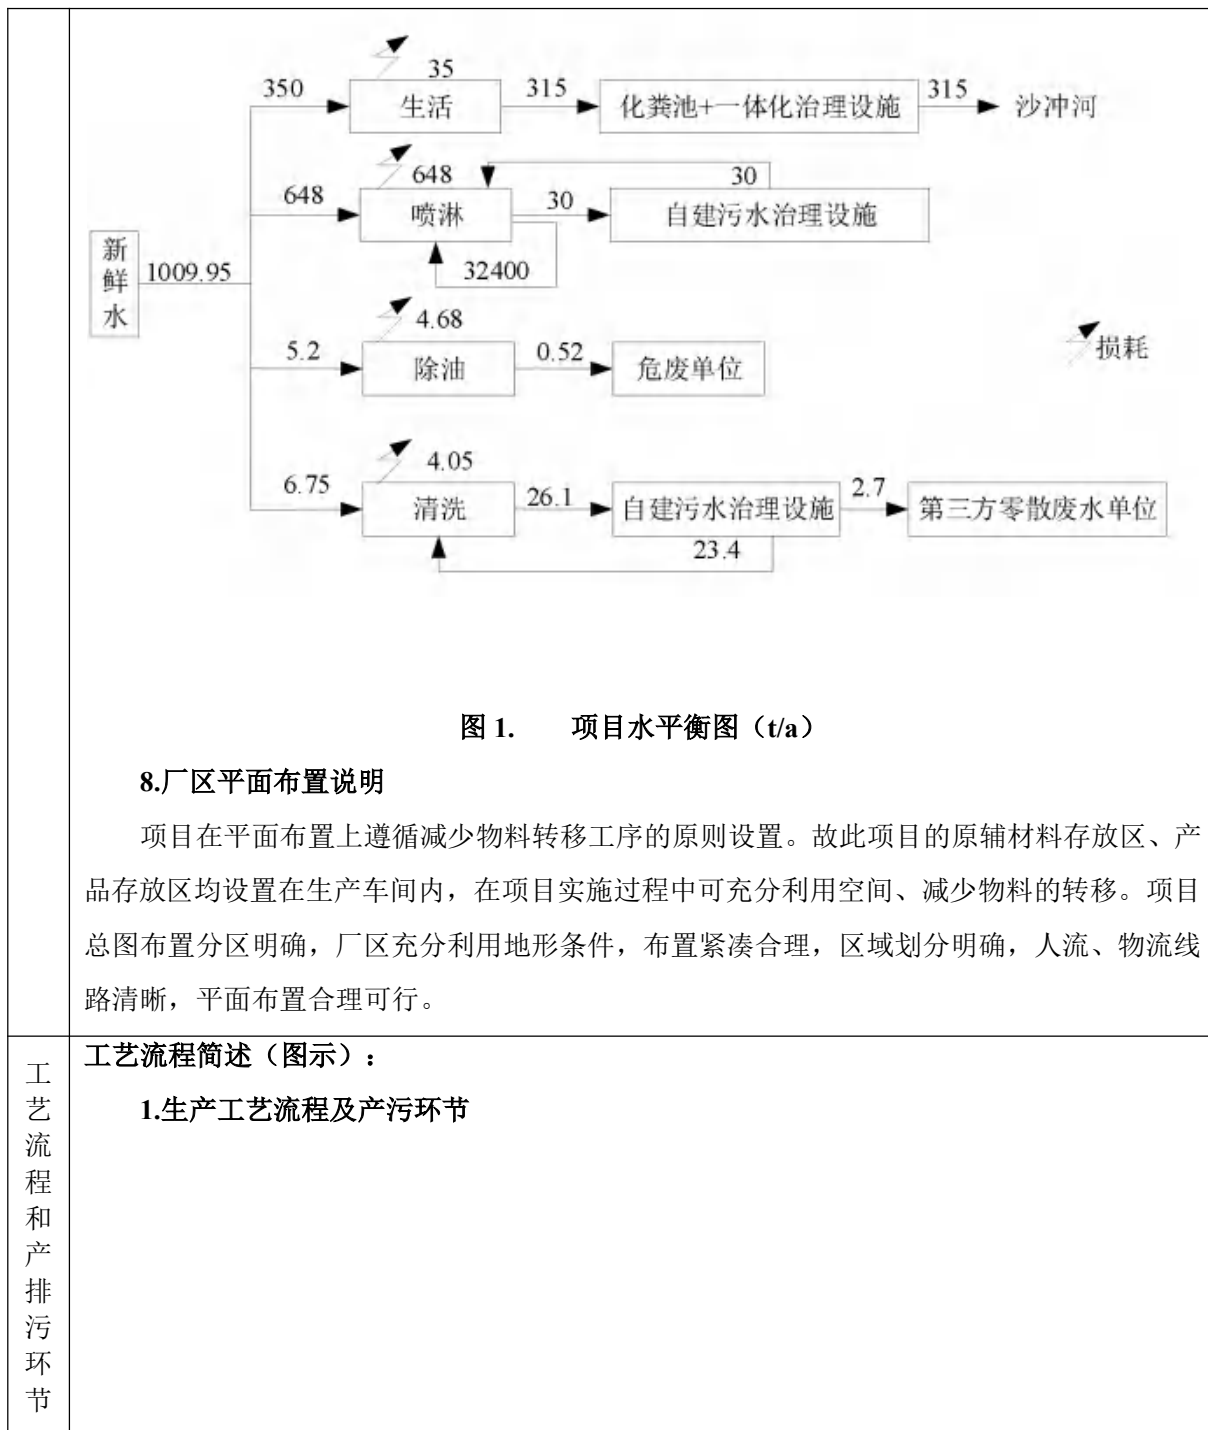 35
350
生活
315
化粪池+一体化治理设施
315
沙冲河
648
648
喷淋
30
30
自建污水治理设施
32400
新鲜水
1009.95
4.68
5.2
除油
0.52
危废单位
损耗
4.05
6.75
清洗
26.1
自建污水治理设施
2.7
第三方零散废水单位
23.4
图 1. 项目水平衡图（t/a）
8.厂区平面布置说明
项目在平面布置上遵循减少物料转移工序的原则设置。故此项目的原辅材料存放区、产
品存放区均设置在生产车间内，在项目实施过程中可充分利用空间、减少物料的转移。项目
总图布置分区明确，厂区充分利用地形条件，布置紧凑合理，区域划分明确，人流、物流线
路清晰，平面布置合理可行。
工艺流程和产排污环节
工艺流程简述（图示）：
1.生产工艺流程及产污环节